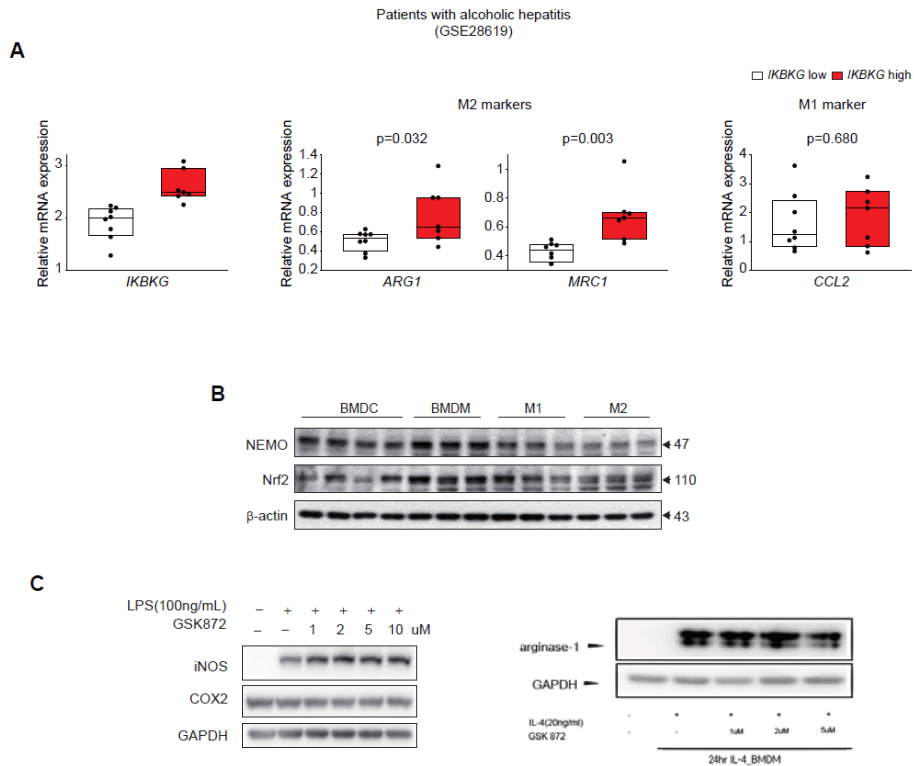 Patients with alcoholic hepatitis
(GSE28619)
A
IKBKG low IKBKG high
M2 markers
M1 marker
p=0.032
p=0.003
p=0.680
Relative mRNA expression
3
2
1
IKBKG
Relative mRNA expression
1.4
1.2
1
0.8
0.6
0.4
0.2
ARG1
1
0.8
0.6
0.4
MRC1
Relative mRNA expression
4
3
2
1
0
CCL2
B
BMDC BMDM M1 M2
NEMO 47
Nrf2 110
β-actin 43
C
LPS(100ng/mL) – + + + + +
GSK872 – – 1 2 5 10 uM
iNOS
COX2
GAPDH
arginase-1
GAPDH
IL-4(20ng/ml) - + + + +
GSK 872 - - 1uM 2uM 5uM
24hr IL-4_BMDM